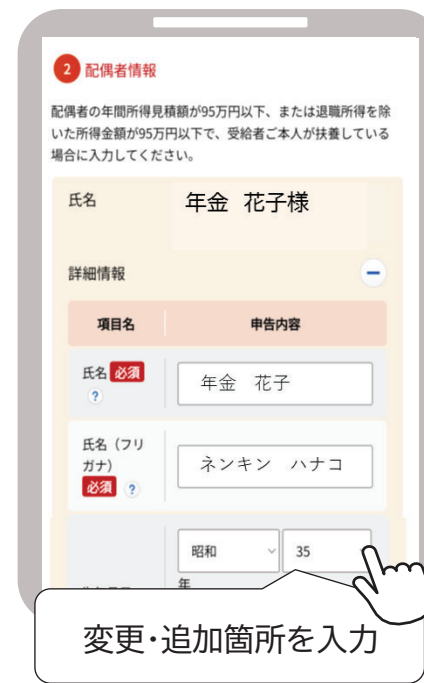 2 配偶者情報
配偶者の年間所得見積額が95万円以下、または退職所得を除
いた所得金額が95万円以下で、受給者ご本人が扶養している
場合に入力してください。
氏名 年金 花子様
詳細情報
項目名 申告内容
氏名 必須 ?
年金 花子
氏名（フリ
ガナ）
必須 ?
ネンキン ハナコ
昭和 35
年
変更・追加箇所を入力